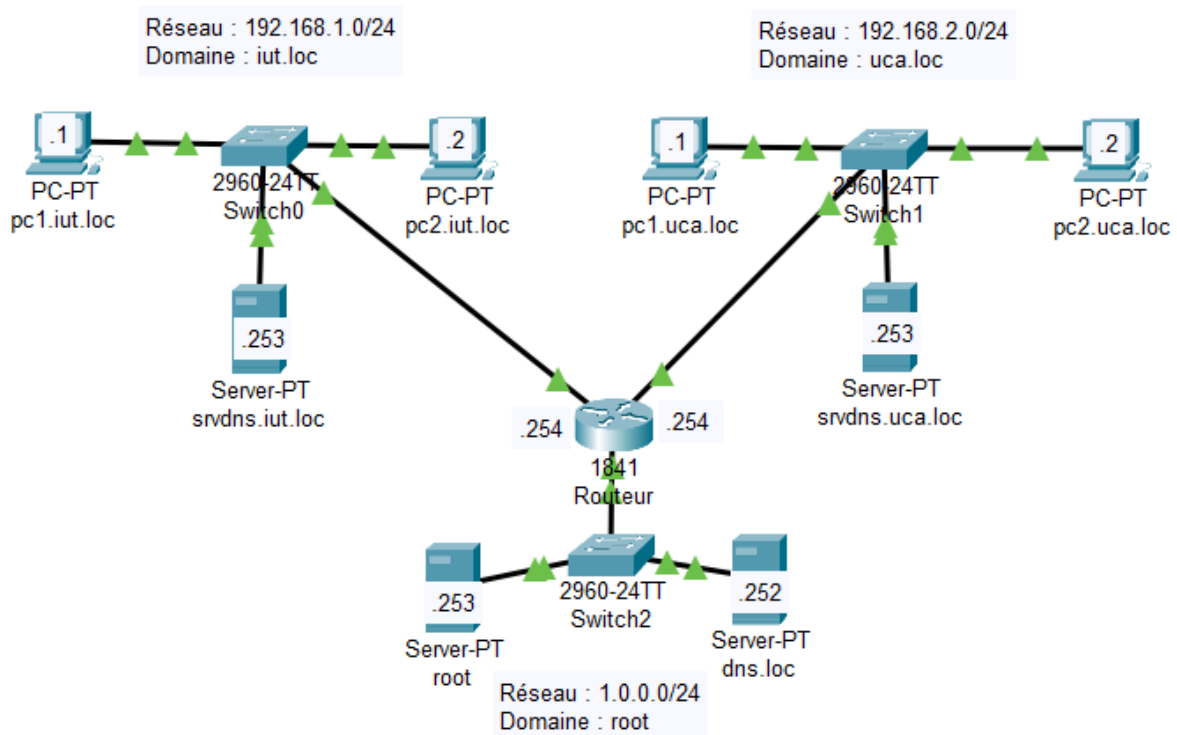 Réseau : 192.168.1.0/24
Domaine : iut.loc
Réseau : 192.168.2.0/24
Domaine : uca.loc
.1
PC-PT
pc1.iut.loc
2960-24TT
Switch0
.2
PC-PT
pc2.iut.loc
.1
PC-PT
pc1.uca.loc
2960-24TT
Switch1
.2
PC-PT
pc2.uca.loc
.253
Server-PT
srvdns.iut.loc
.253
Server-PT
srvdns.uca.loc
.254
.254
1841
Routeur
.253
Server-PT
root
2960-24TT
Switch2
.252
Server-PT
dns.loc
Réseau : 1.0.0.0/24
Domaine : root